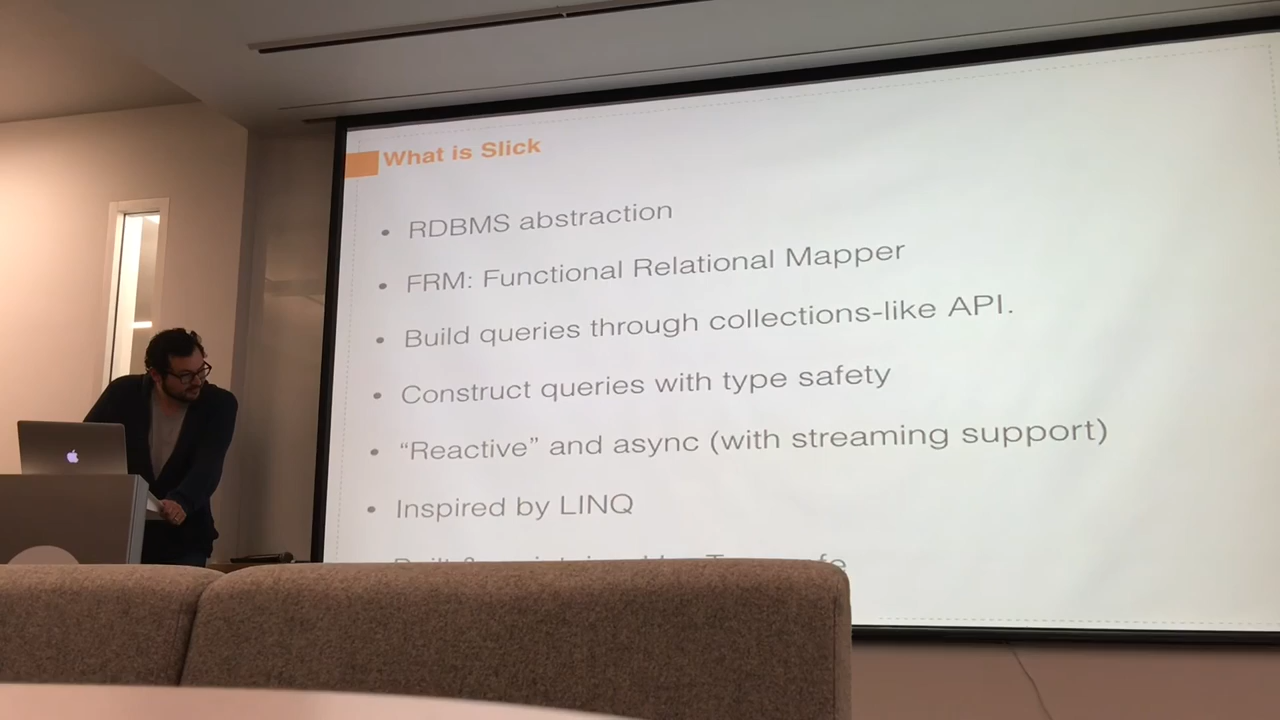 What is Slick
• RDBMS abstraction
• FRM: Functional Relational Mapper
• Build queries through collections-like API.
• Construct queries with type safety
• “Reactive” and async (with streaming support)
• Inspired by LINQ